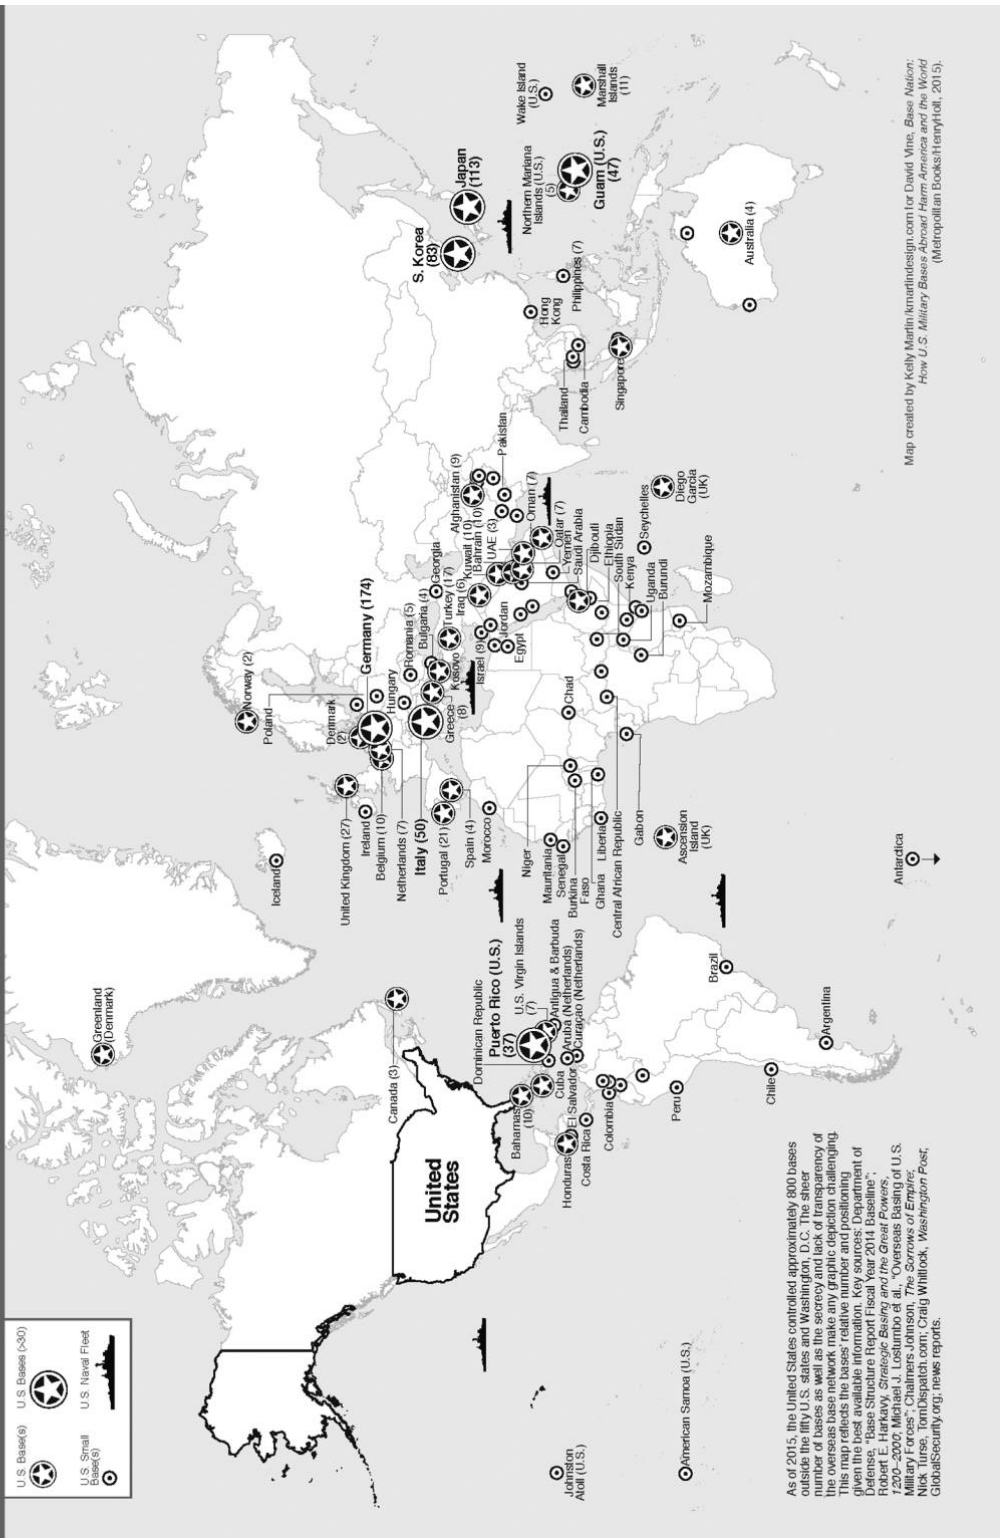 U.S. Base(s)
U.S. Bases (>30)
U.S. Small
Base(s)
U.S. Naval Fleet
Greenland
(Denmark)
Iceland
Canada (3)
United
States
Bahamas
(10)
Dominican Republic
Puerto Rico (U.S.)
(37)
U.S. Virgin Islands
(7)
Antigua & Barbuda
Aruba (Netherlands)
Curaçao (Netherlands)
Cuba
Honduras
El Salvador
Costa Rica
Colombia
Peru
Chile
Brazil
Argentina
Johnston
Atoll (U.S.)
American Samoa (U.S.)
Antarctica
Norway (2)
Poland
Denmark
(2)
Germany (174)
Hungary
Romania (5)
Bulgaria (4)
Kosovo
Greece
(8)
Georgia
Turkey (17)
United Kingdom (27)
Ireland
Belgium (10)
Netherlands (7)
Italy (50)
Portugal (21)
Spain (4)
Morocco
Iraq (6)
Israel (9)
Jordan
Egypt
Kuwait (10)
Bahrain (10)
UAE (3)
Afghanistan (9)
Pakistan
Oman (7)
Qatar (7)
Yemen
Saudi Arabia
Djibouti
Ethiopia
South Sudan
Kenya
Uganda
Burundi
Seychelles
Mozambique
Diego
Garcia
(UK)
Chad
Niger
Mauritania
Senegal
Burkina
Faso
Ghana
Liberia
Central African Republic
Gabon
Ascension
Island
(UK)
S. Korea
(83)
Japan
(113)
Wake Island
(U.S.)
Marshall
Islands
(11)
Northern Mariana
Islands (U.S.)
(5)
Guam (U.S.)
(47)
Philippines (7)
Hong
Kong
Thailand
Cambodia
Singapore
Australia (4)
As of 2015, the United States controlled approximately 800 bases
outside the fifty U.S. states and Washington, D.C. The sheer
number of bases as well as the secrecy and lack of transparency of
the overseas base network make any graphic depiction challenging.
This map reflects the bases' relative number and positioning
given the best available information. Key sources: Department of
Defense, "Base Structure Report Fiscal Year 2014 Baseline";
Robert E. Harkavy, Strategic Basing and the Great Powers,
1200–2000; Michael J. Lostumbo et al., "Overseas Basing of U.S.
Military Forces"; Chalmers Johnson, The Sorrows of Empire;
Nick Turse, TomDispatch.com; Craig Whitlock, Washington Post;
GlobalSecurity.org; news reports.
Map created by Kelly Martin/kmartindesign.com for David Vine, Base Nation:
How U.S. Military Bases Abroad Harm America and the World
(Metropolitan Books/HenryHolt, 2015).